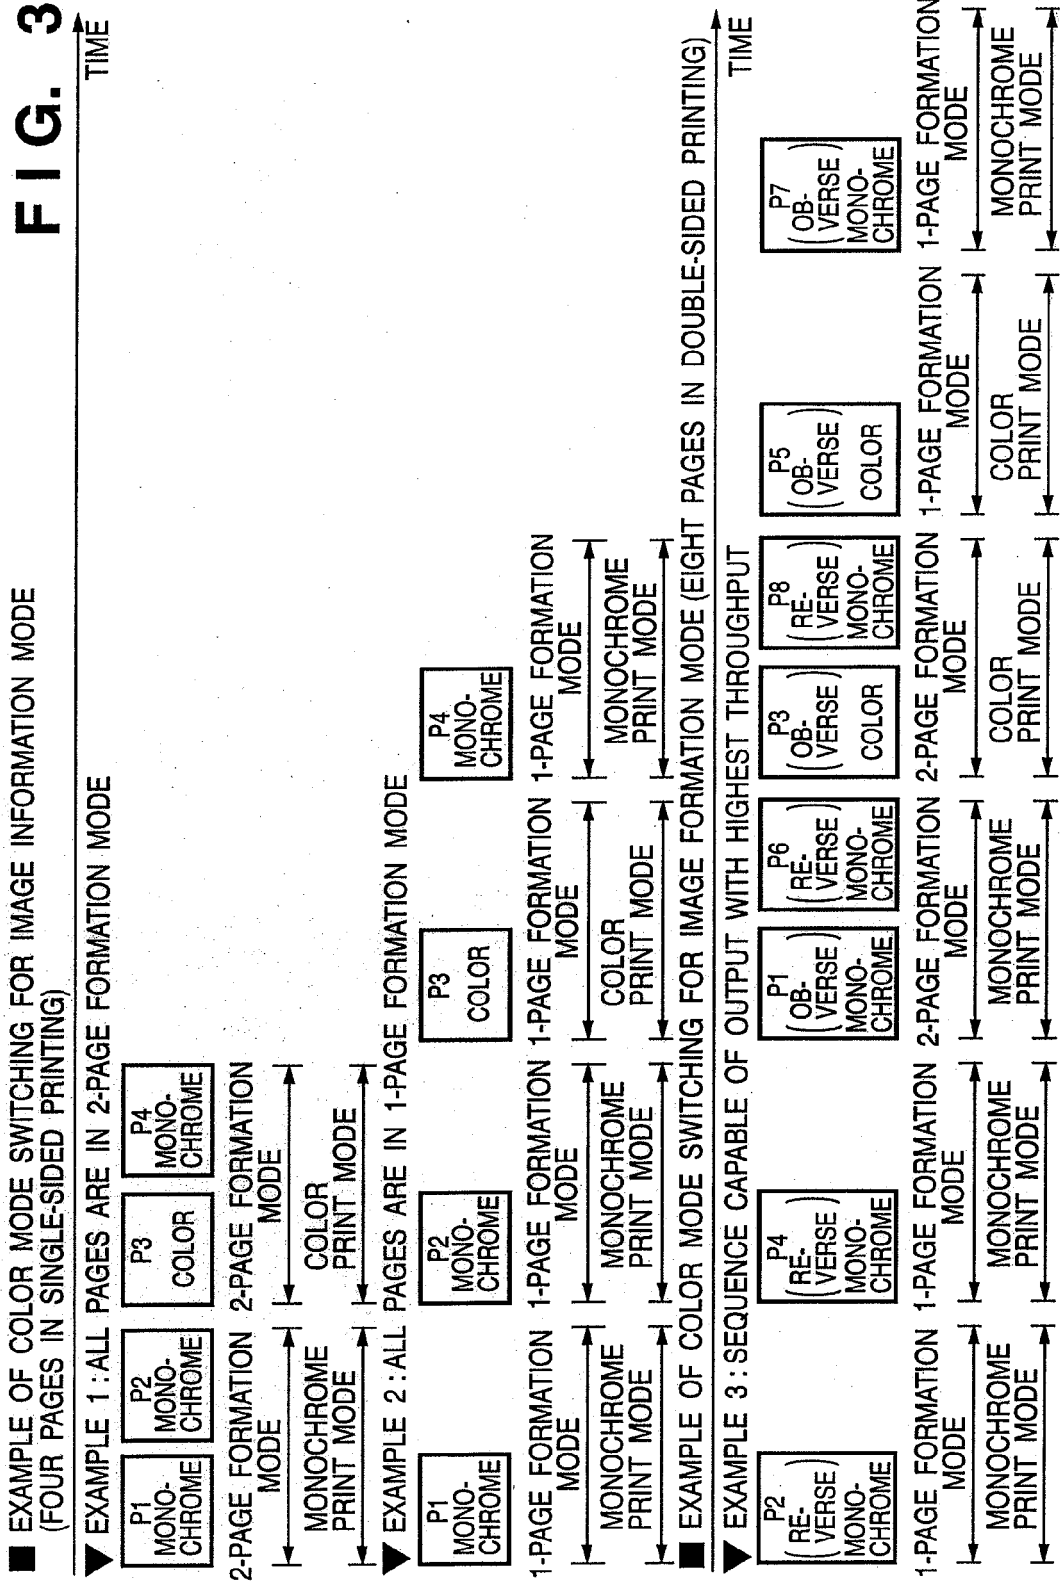 FIG. 3
■ EXAMPLE OF COLOR MODE SWITCHING FOR IMAGE INFORMATION MODE
(FOUR PAGES IN SINGLE-SIDED PRINTING)
TIME
▼ EXAMPLE 1 : ALL PAGES ARE IN 2-PAGE FORMATION MODE
P1
MONO-
CHROME
P2
MONO-
CHROME
P3
COLOR
P4
MONO-
CHROME
2-PAGE FORMATION
MODE
2-PAGE FORMATION
MODE
MONOCHROME
PRINT MODE
COLOR
PRINT MODE
▼ EXAMPLE 2 : ALL PAGES ARE IN 1-PAGE FORMATION MODE
P1
MONO-
CHROME
P2
MONO-
CHROME
P3
COLOR
P4
MONO-
CHROME
1-PAGE FORMATION
MODE
1-PAGE FORMATION
MODE
1-PAGE FORMATION
MODE
1-PAGE FORMATION
MODE
MONOCHROME
PRINT MODE
MONOCHROME
PRINT MODE
COLOR
PRINT MODE
MONOCHROME
PRINT MODE
■ EXAMPLE OF COLOR MODE SWITCHING FOR IMAGE FORMATION MODE (EIGHT PAGES IN DOUBLE-SIDED PRINTING)
TIME
▼ EXAMPLE 3 : SEQUENCE CAPABLE OF OUTPUT WITH HIGHEST THROUGHPUT
P2
(RE-
VERSE)
MONO-
CHROME
P4
(RE-
VERSE)
MONO-
CHROME
P1
(OB-
VERSE)
MONO-
CHROME
P6
(RE-
VERSE)
MONO-
CHROME
P3
(OB-
VERSE)
COLOR
P8
(RE-
VERSE)
MONO-
CHROME
P5
(OB-
VERSE)
COLOR
P7
(OB-
VERSE)
MONO-
CHROME
1-PAGE FORMATION
MODE
1-PAGE FORMATION
MODE
2-PAGE FORMATION
MODE
2-PAGE FORMATION
MODE
1-PAGE FORMATION
MODE
1-PAGE FORMATION
MODE
MONOCHROME
PRINT MODE
MONOCHROME
PRINT MODE
MONOCHROME
PRINT MODE
COLOR
PRINT MODE
COLOR
PRINT MODE
MONOCHROME
PRINT MODE